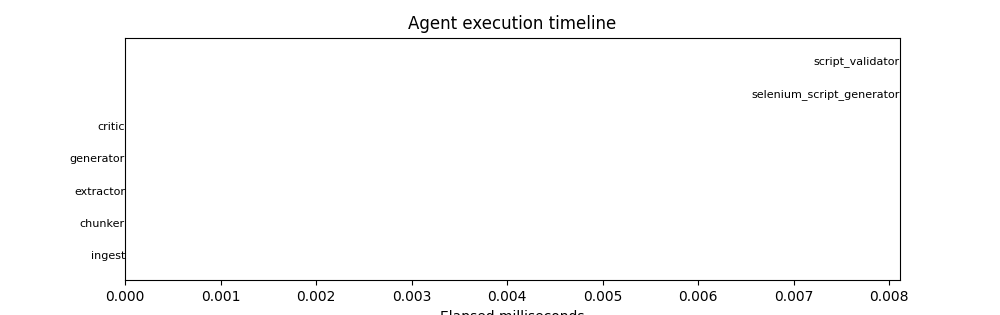 Agent execution timeline
script_validator
selenium_script_generator
critic
generator
extractor
chunker
ingest
0.000 0.001 0.002 0.003 0.004 0.005 0.006 0.007 0.008
Elapsed milliseconds